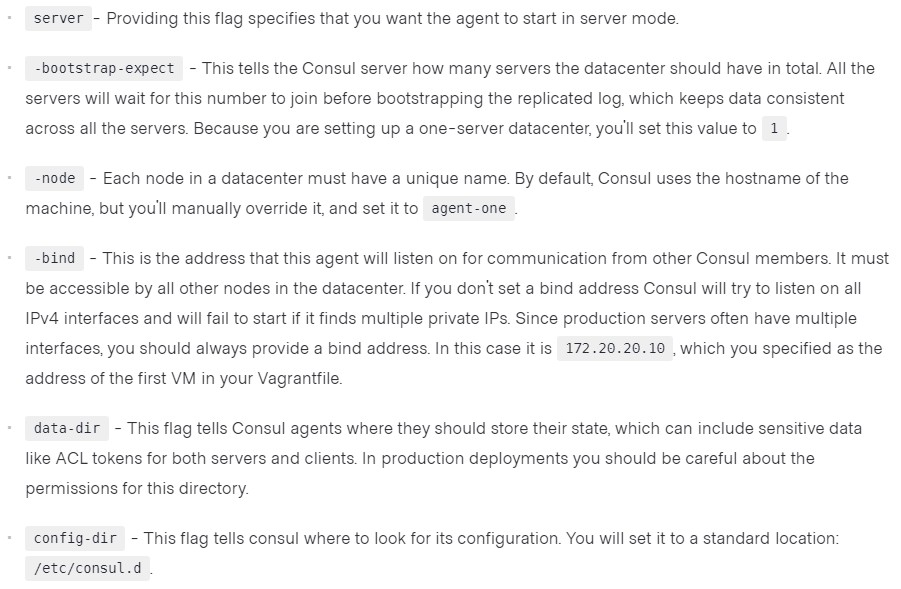 server - Providing this flag specifies that you want the agent to start in server mode.
-bootstrap-expect - This tells the Consul server how many servers the datacenter should have in total. All the
servers will wait for this number to join before bootstrapping the replicated log, which keeps data consistent
across all the servers. Because you are setting up a one-server datacenter, you'll set this value to 1 .
-node - Each node in a datacenter must have a unique name. By default, Consul uses the hostname of the
machine, but you'll manually override it, and set it to agent-one .
-bind - This is the address that this agent will listen on for communication from other Consul members. It must
be accessible by all other nodes in the datacenter. If you don't set a bind address Consul will try to listen on all
IPv4 interfaces and will fail to start if it finds multiple private IPs. Since production servers often have multiple
interfaces, you should always provide a bind address. In this case it is 172.20.20.10 , which you specified as the
address of the first VM in your Vagrantfile.
data-dir - This flag tells Consul agents where they should store their state, which can include sensitive data
like ACL tokens for both servers and clients. In production deployments you should be careful about the
permissions for this directory.
config-dir - This flag tells consul where to look for its configuration. You will set it to a standard location:
/etc/consul.d .